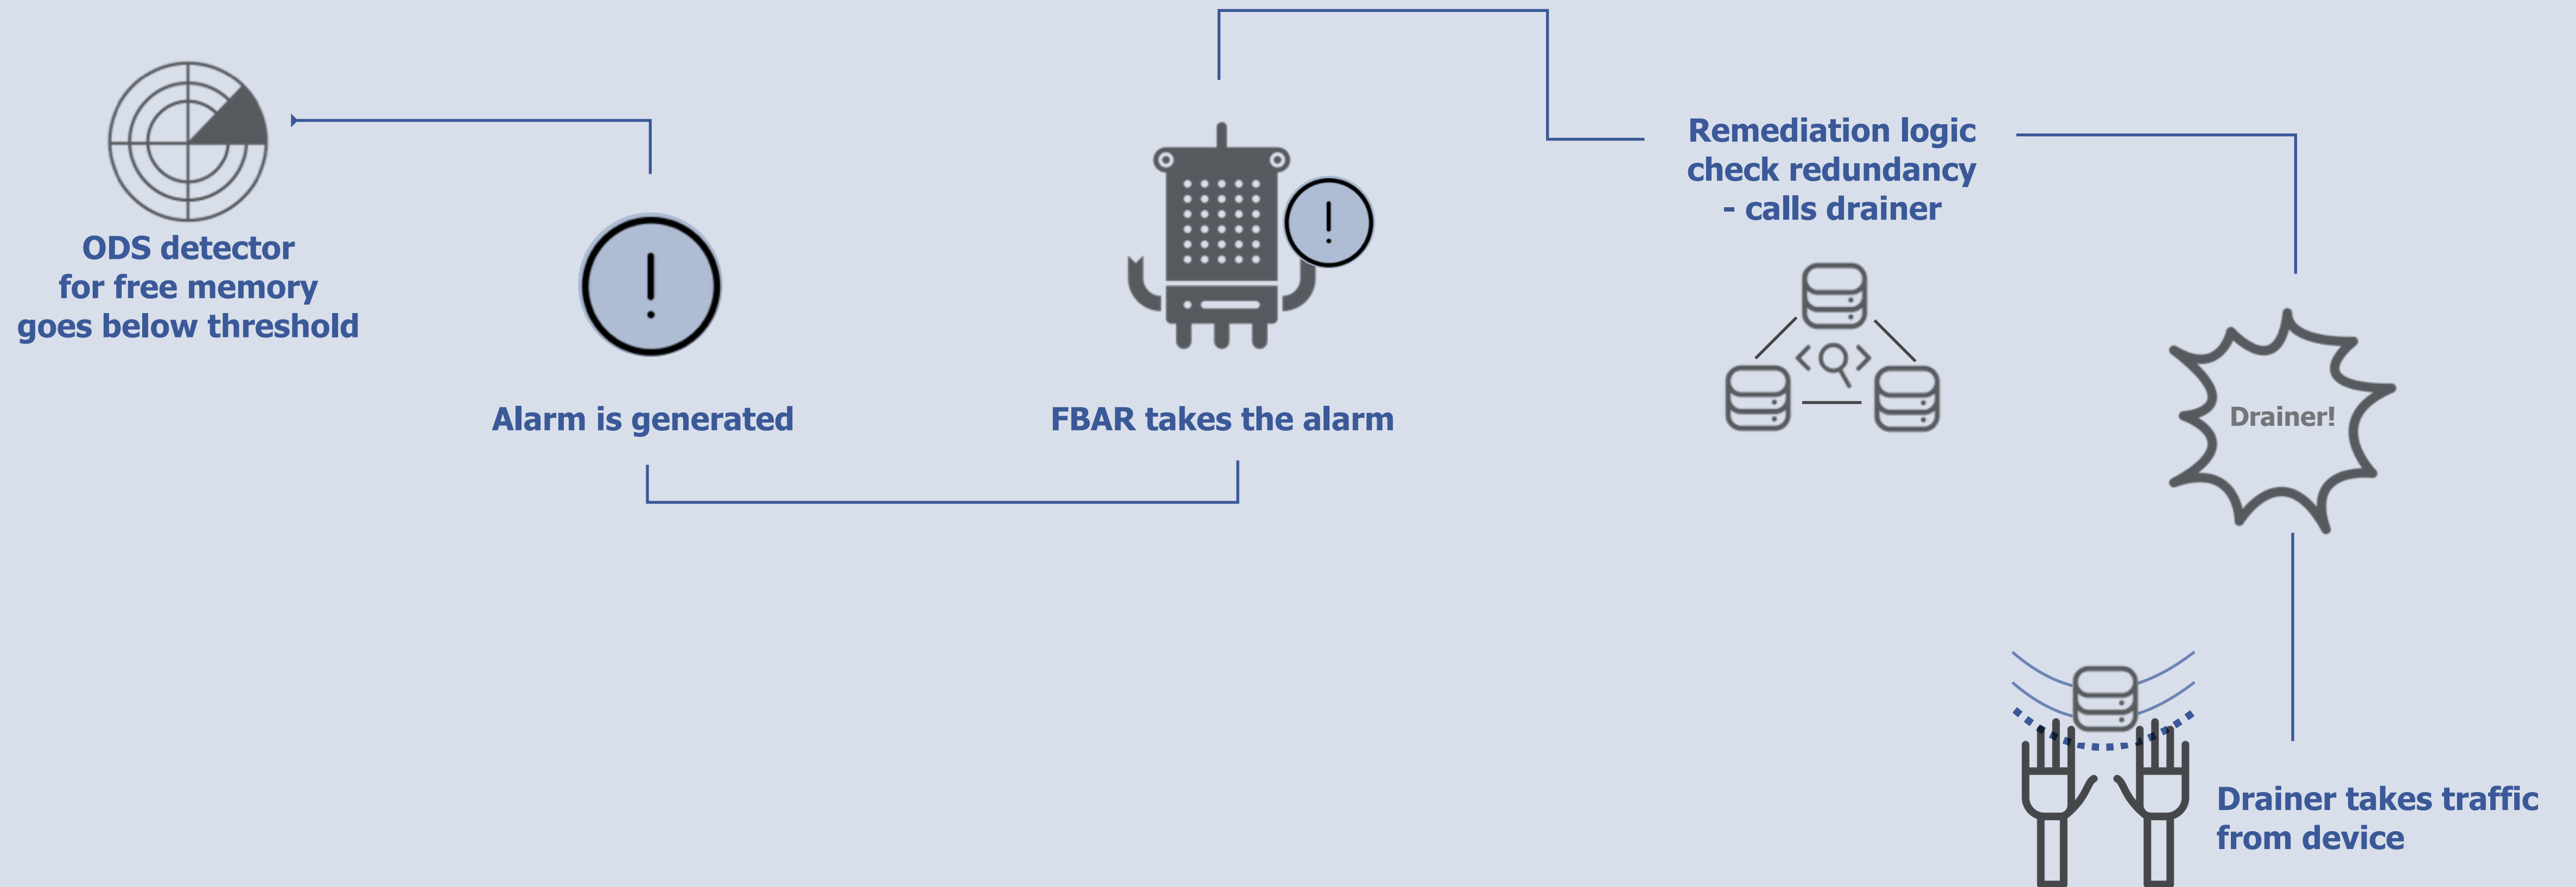 ODS detector
for free memory
goes below threshold
Alarm is generated
FBAR takes the alarm
Remediation logic
check redundancy
- calls drainer
Drainer!
Drainer takes traffic
from device